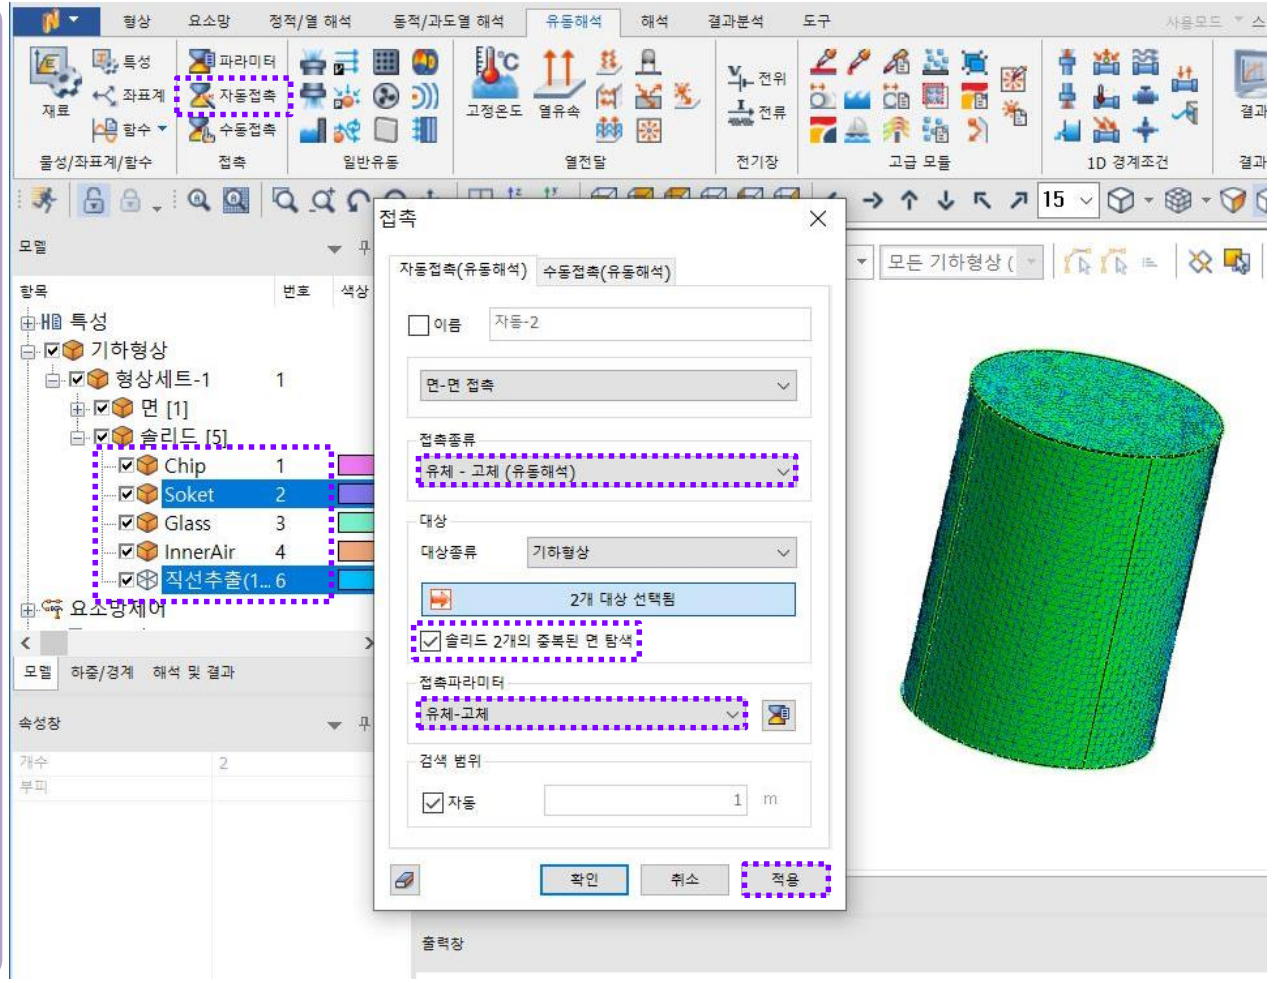 형상 요소망 정적/열 해석 동적/과도열 해석 유동해석 해석 결과분석 도구 사용모드 스
재료
특성
좌표계
함수
물성/좌표계/함수
파라미터
자동접촉
수동접촉
접촉
일반유동
°C
고정온도
열유속
열전달
전위
전류
전기장
고급 모듈
1D 경계조건
결과
결과
15
모든 기하형상 (
모델
항목 번호 색상
특성
기하형상
형상세트-1 1
면 [1]
솔리드 [5]
Chip 1
Soket 2
Glass 3
InnerAir 4
직선추출(1... 6
요소망제어
모델 하중/경계 해석 및 결과
속성창
개수 2
부피
접촉
자동접촉(유동해석) 수동접촉(유동해석)
이름 자동-2
면-면 접촉
접촉종류
유체 - 고체 (유동해석)
대상
대상종류 기하형상
2개 대상 선택됨
솔리드 2개의 중복된 면 탐색
접촉파라미터
유체-고체
검색 범위
자동 1 m
확인 취소 적용
출력창